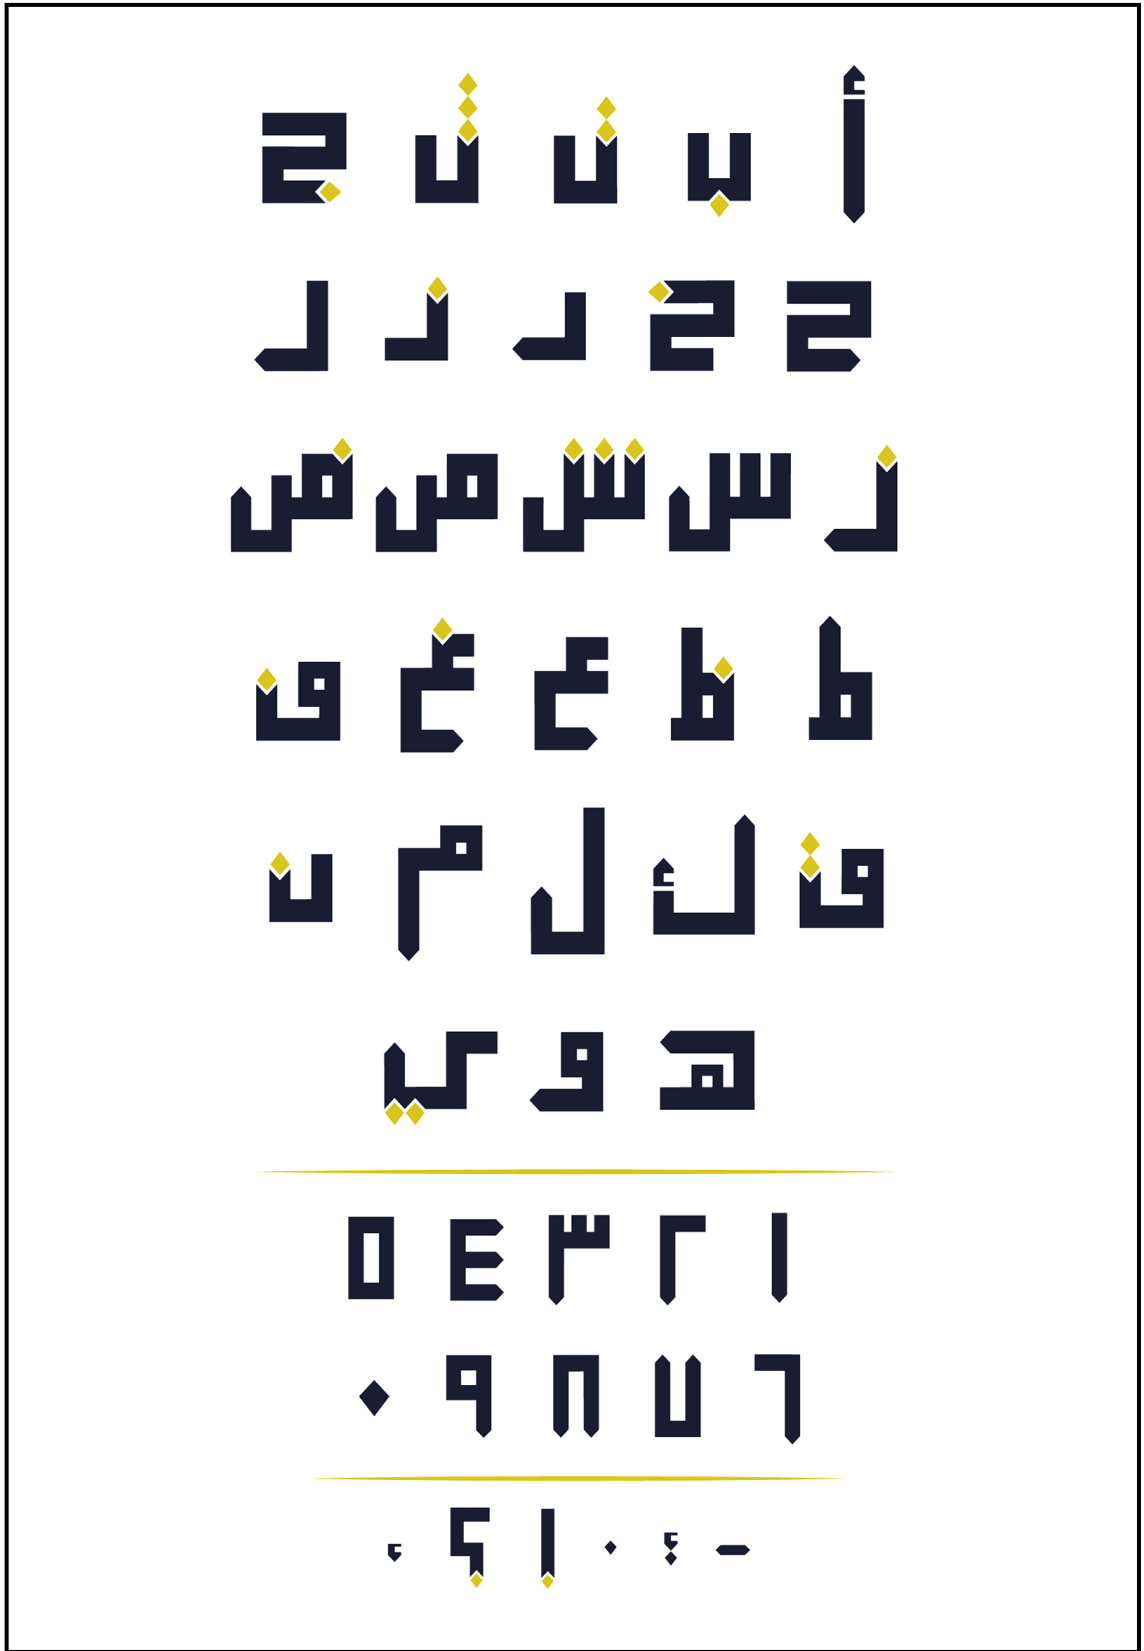 أ ب ت ث ج
ح خ د ذ ر
ز س ش ص ض
ط ظ ع غ ف
ق ك ل م ن
هـ و ي
١ ٢ ٣ ٤ ٥
٦ ٧ ٨ ٩ ٠
- ؛ . ! ؟ ،